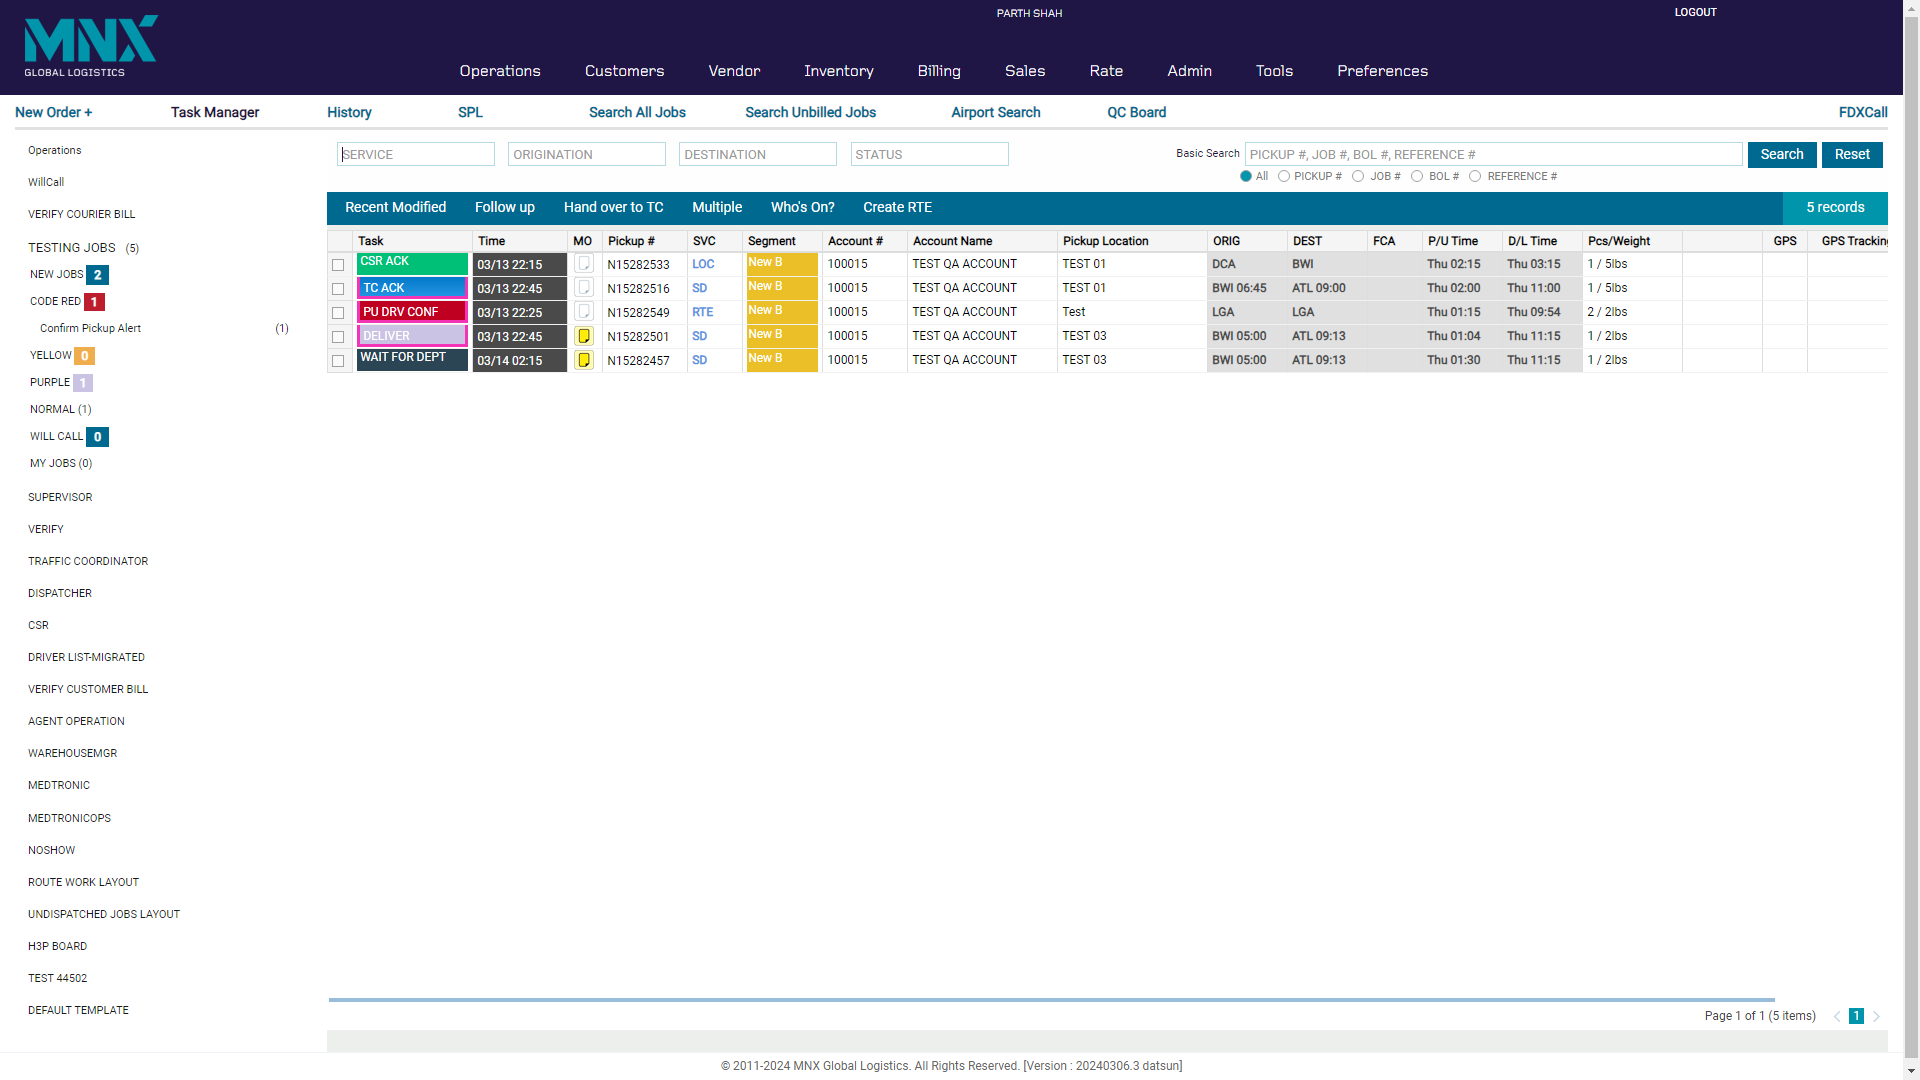 PARTH SHAH
LOGOUT
MNX
GLOBAL LOGISTICS
Operations Customers Vendor Inventory Billing Sales Rate Admin Tools Preferences
New Order + Task Manager History SPL Search All Jobs Search Unbilled Jobs Airport Search QC Board FDXCall
Operations
WillCall
VERIFY COURIER BILL
TESTING JOBS (5)
NEW JOBS 2
CODE RED 1
Confirm Pickup Alert (1)
YELLOW 0
PURPLE 1
NORMAL (1)
WILL CALL 0
MY JOBS (0)
SUPERVISOR
VERIFY
TRAFFIC COORDINATOR
DISPATCHER
CSR
DRIVER LIST-MIGRATED
VERIFY CUSTOMER BILL
AGENT OPERATION
WAREHOUSEMGR
MEDTRONIC
MEDTRONICOPS
NOSHOW
ROUTE WORK LAYOUT
UNDISPATCHED JOBS LAYOUT
H3P BOARD
TEST 44502
DEFAULT TEMPLATE
SERVICE ORIGINATION DESTINATION STATUS Basic Search PICKUP #, JOB #, BOL #, REFERENCE # Search Reset
All PICKUP # JOB # BOL # REFERENCE #
Recent Modified Follow up Hand over to TC Multiple Who's On? Create RTE 5 records
Task Time MO Pickup # SVC Segment Account # Account Name Pickup Location ORIG DEST FCA P/U Time D/L Time Pcs/Weight GPS GPS Tracking
CSR ACK 03/13 22:15 N15282533 LOC New B 100015 TEST QA ACCOUNT TEST 01 DCA BWI Thu 02:15 Thu 03:15 1 / 5lbs
TC ACK 03/13 22:45 N15282516 SD New B 100015 TEST QA ACCOUNT TEST 01 BWI 06:45 ATL 09:00 Thu 02:00 Thu 11:00 1 / 5lbs
PU DRV CONF 03/13 22:25 N15282549 RTE New B 100015 TEST QA ACCOUNT Test LGA LGA Thu 01:15 Thu 09:54 2 / 2lbs
DELIVER 03/13 22:45 N15282501 SD New B 100015 TEST QA ACCOUNT TEST 03 BWI 05:00 ATL 09:13 Thu 01:04 Thu 11:15 1 / 2lbs
WAIT FOR DEPT 03/14 02:15 N15282457 SD New B 100015 TEST QA ACCOUNT TEST 03 BWI 05:00 ATL 09:13 Thu 01:30 Thu 11:15 1 / 2lbs
Page 1 of 1 (5 items) 1
© 2011-2024 MNX Global Logistics. All Rights Reserved. [Version : 20240306.3 datsun]